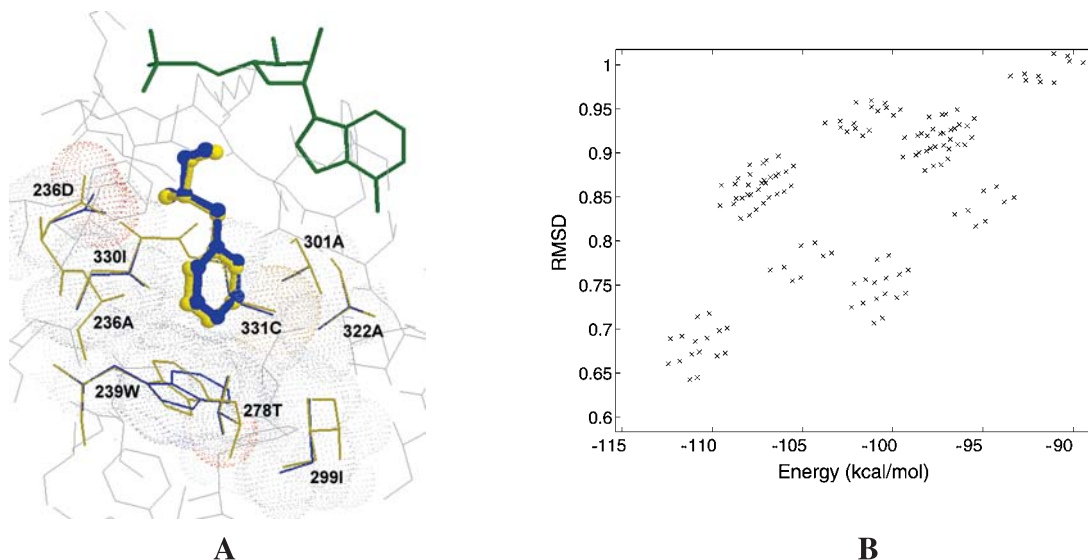 236D
330I
301A
236A
331C
322A
239W
278T
299I
A
B
1
0.95
0.9
0.85
0.8
0.75
0.7
0.65
0.6
RMSD
-115 -110 -105 -100 -95 -90
Energy (kcal/mol)